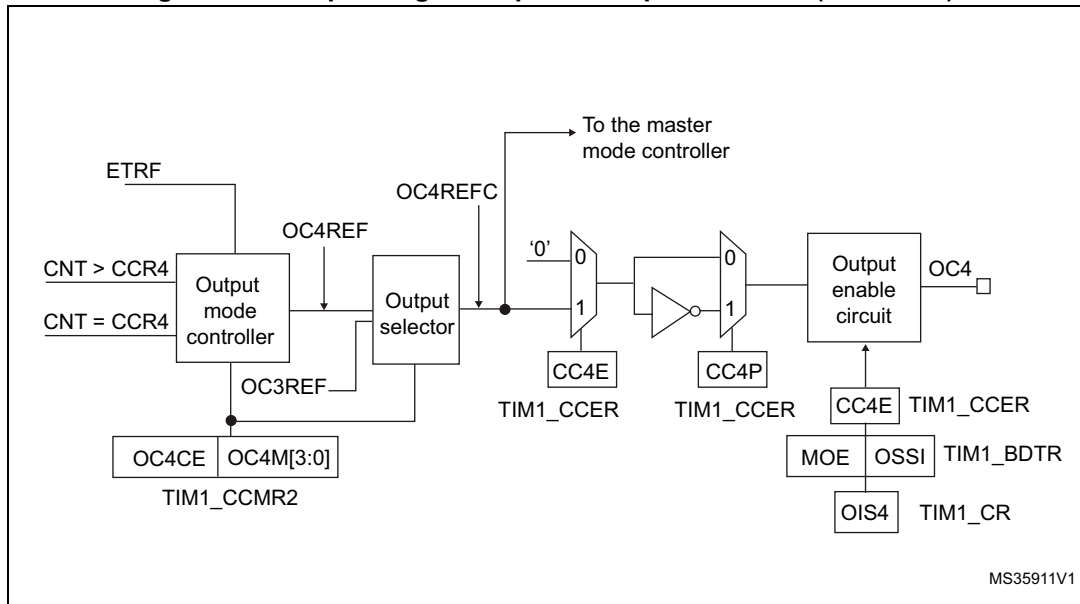 To the master
mode controller
ETRF
OC4REFC
OC4REF
'0'
0
0
CNT > CCR4
Output
mode
controller
Output
selector
Output
enable
circuit
OC4
1
1
CNT = CCR4
OC3REF
CC4E
CC4P
TIM1_CCER
TIM1_CCER
CC4E
TIM1_CCER
OC4CE
OC4M[3:0]
MOE
OSSI
TIM1_BDTR
TIM1_CCMR2
OIS4
TIM1_CR
MS35911V1